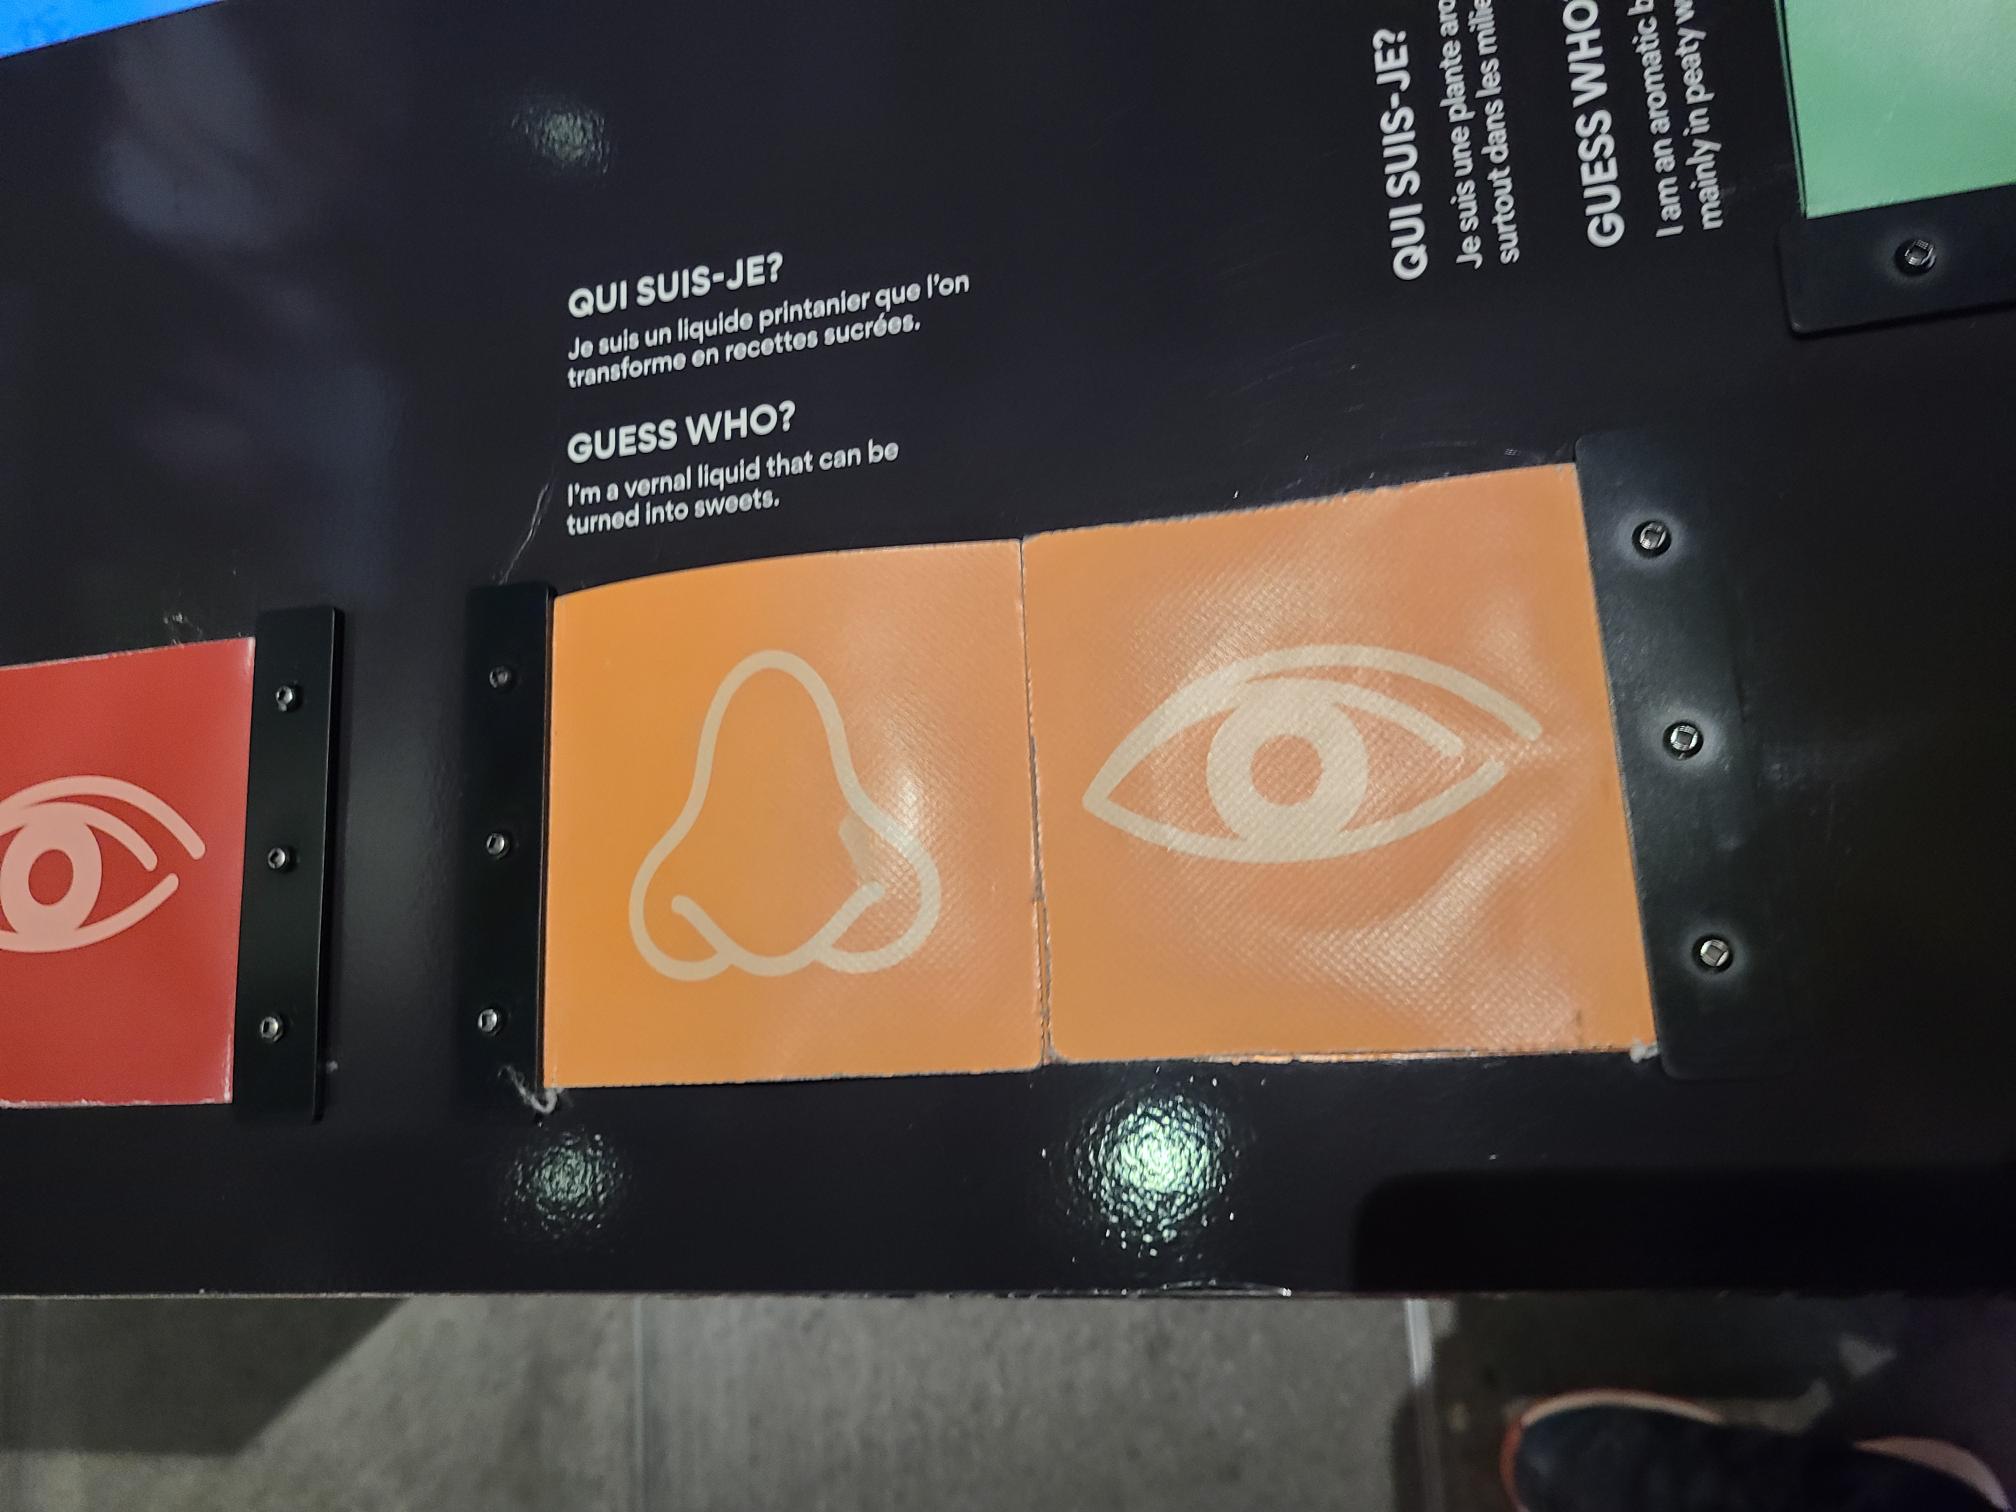 QUI SUIS-JE?
Je suis un liquide printanier que l'on
transforme en recettes sucrées.
GUESS WHO?
I'm a vernal liquid that can be
turned into sweets.
QUI SUIS-JE?
Je suis une plante
surtout dans les
GUESS WHO?
I am an aromatic
mainly in peaty